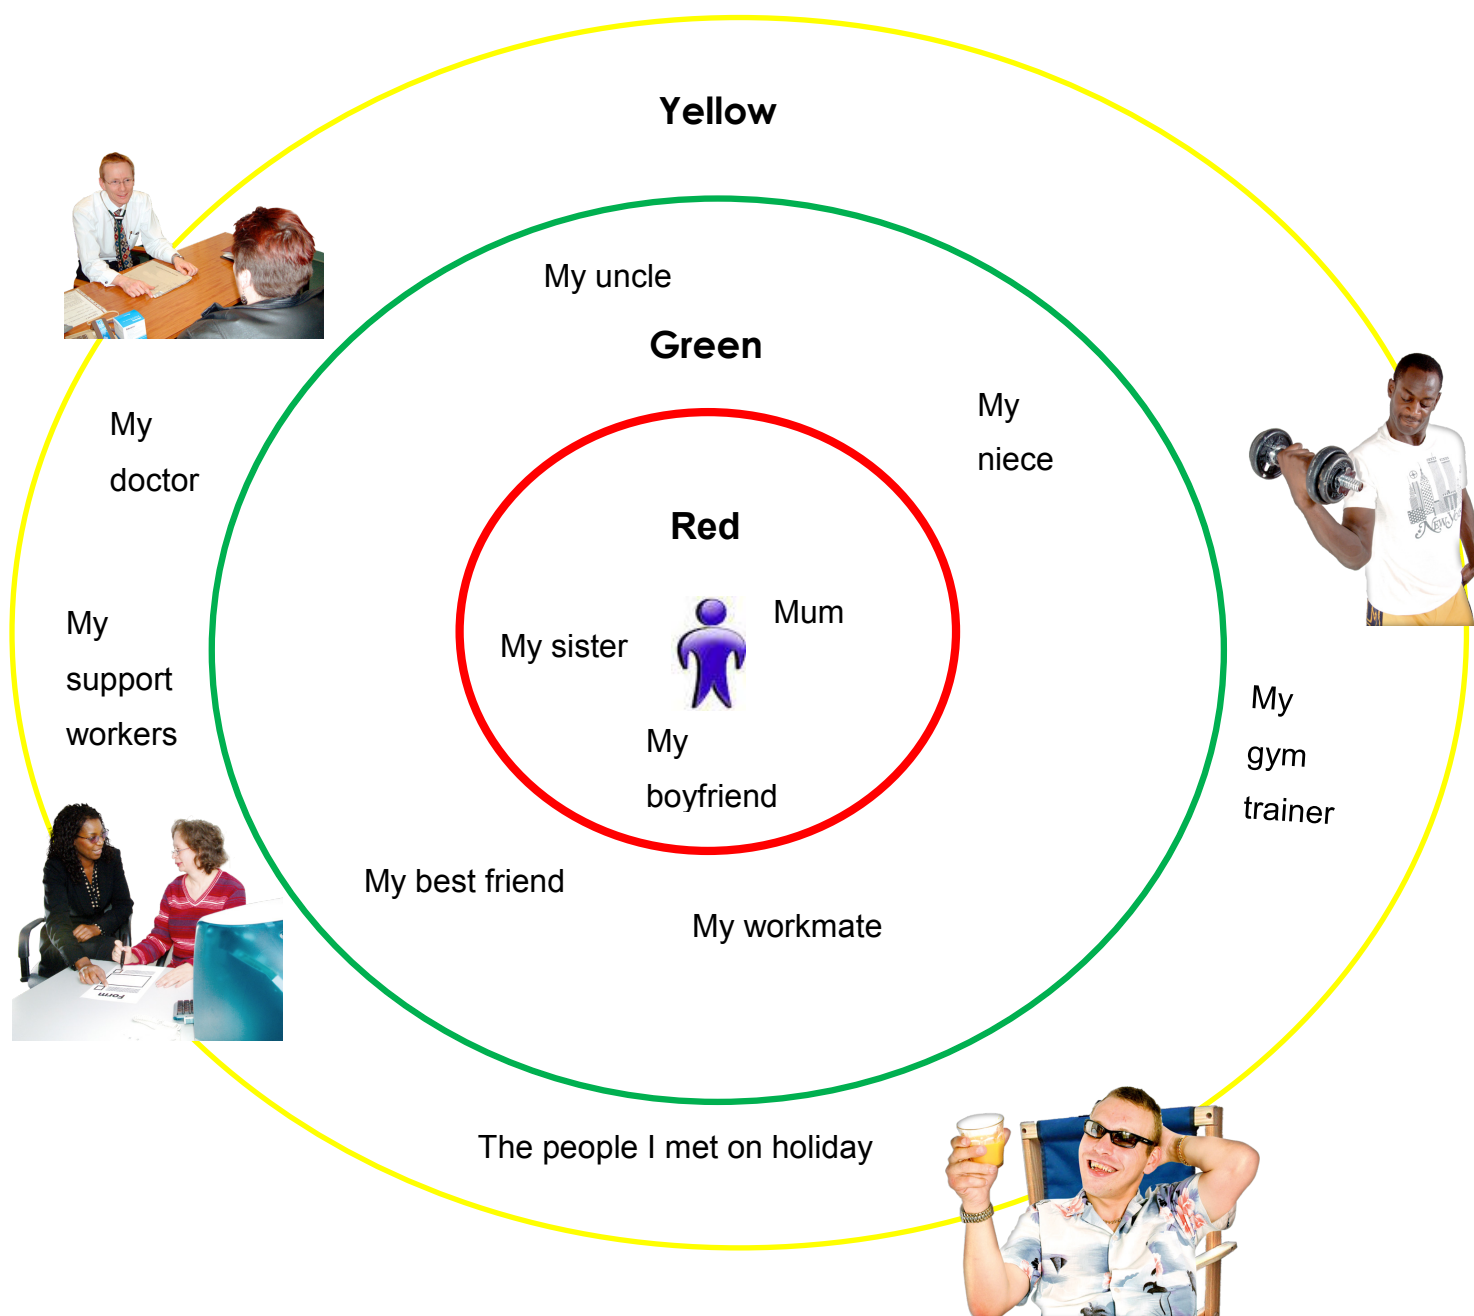 Yellow
My uncle
Green
My
niece
My
doctor
Red
Mum
My sister
My
support
workers
My
boyfriend
My
gym
trainer
My best friend
My workmate
Form
The people I met on holiday